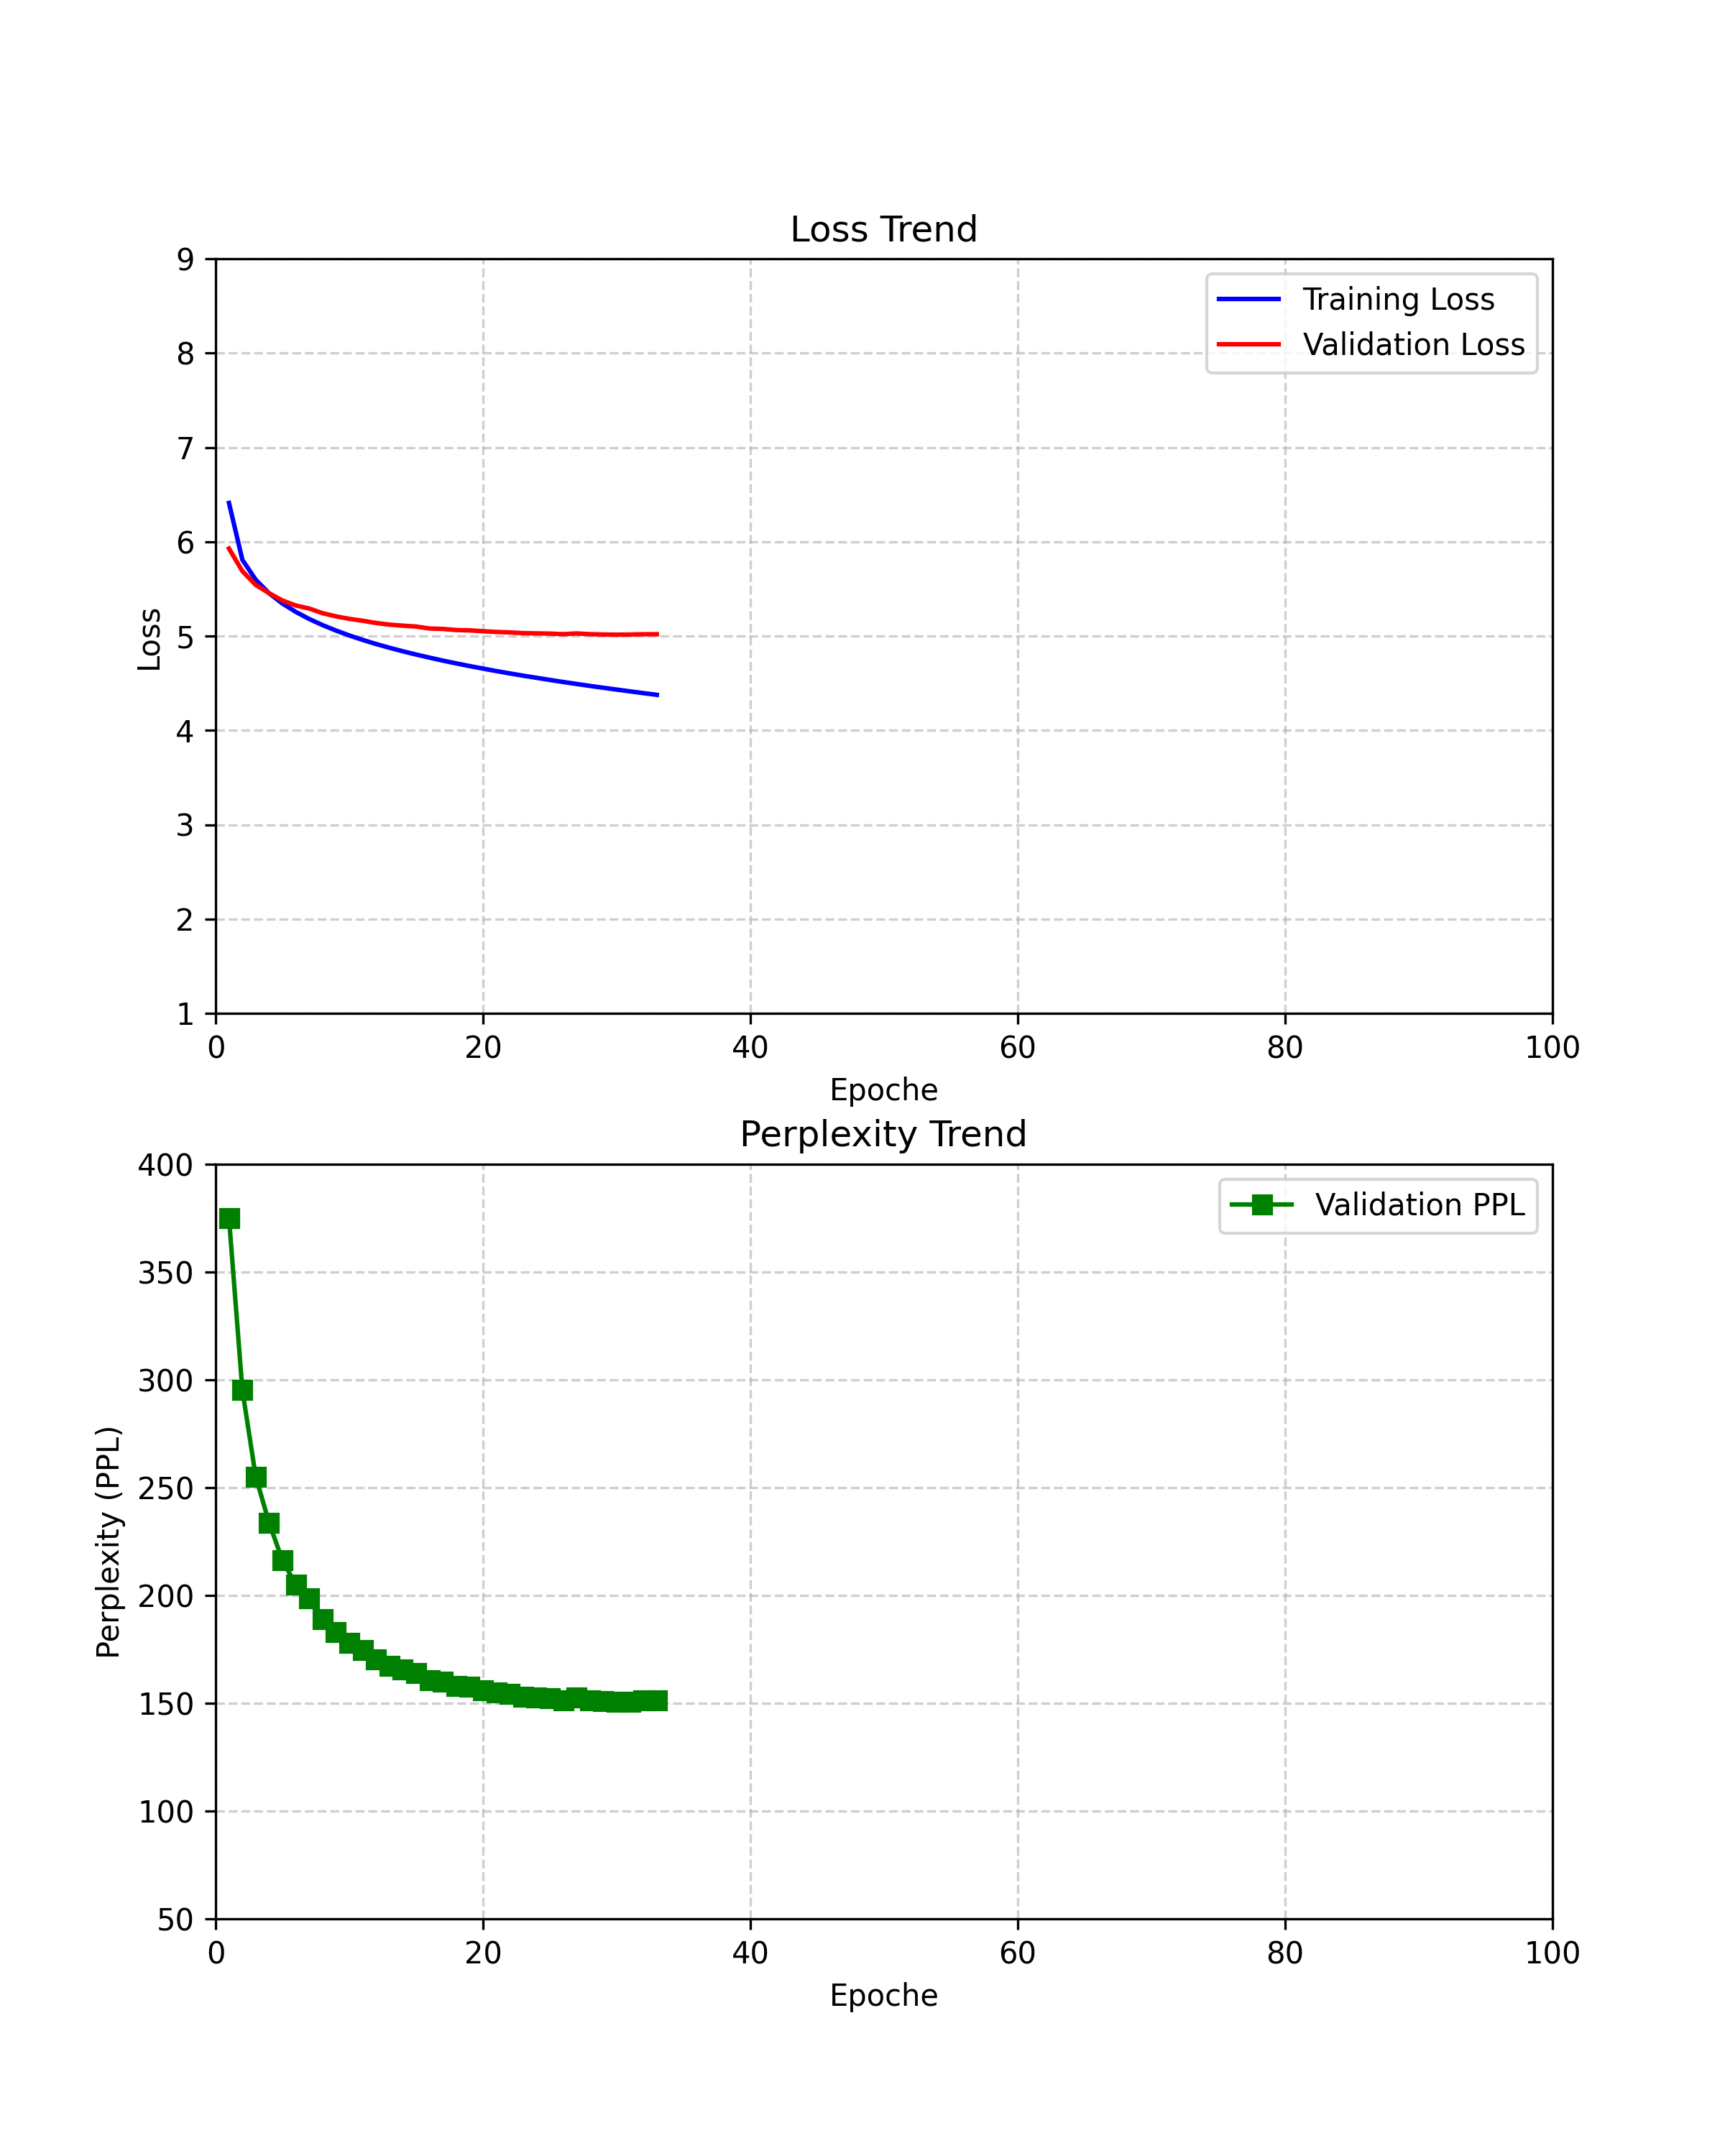 Loss Trend
9
8
7
6
5
4
3
2
1
Loss
Training Loss
Validation Loss
0 20 40 60 80 100
Epoche
Perplexity Trend
400
350
300
250
200
150
100
50
Perplexity (PPL)
Validation PPL
0 20 40 60 80 100
Epoche